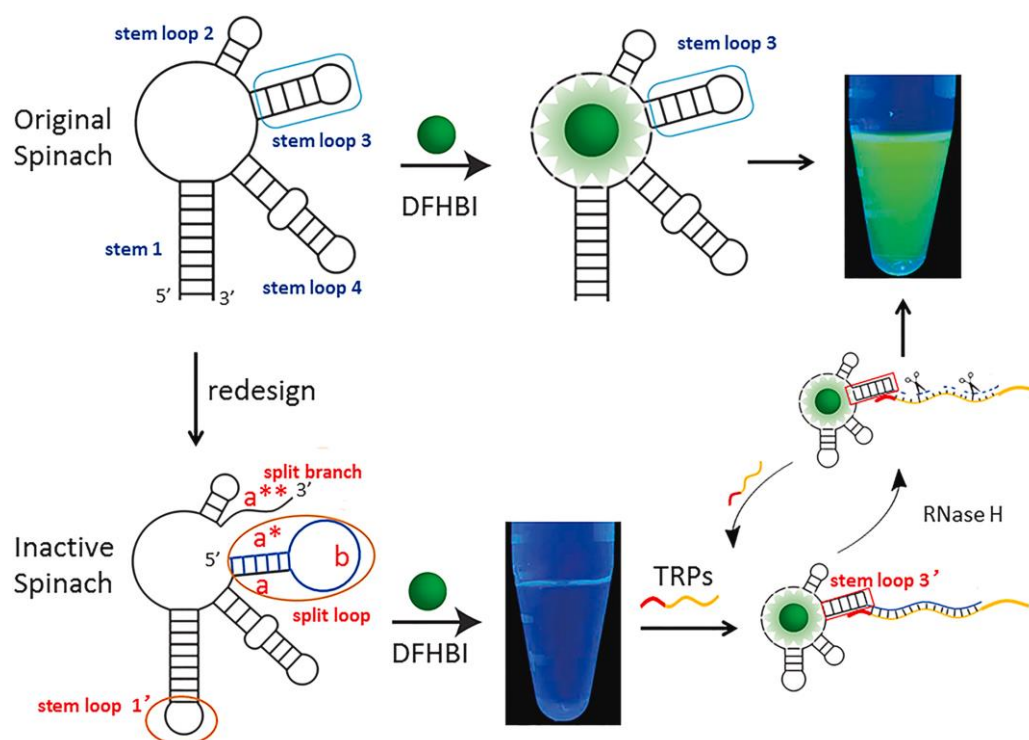 stem loop 2
stem loop 3
Original
Spinach
stem loop 3
DFHBI
stem 1
5’
3’
stem loop 4
redesign
split branch
a**
3’
Inactive
Spinach
5’
a*
b
a
split loop
DFHBI
stem loop 1’
TRPs
RNase H
stem loop 3’